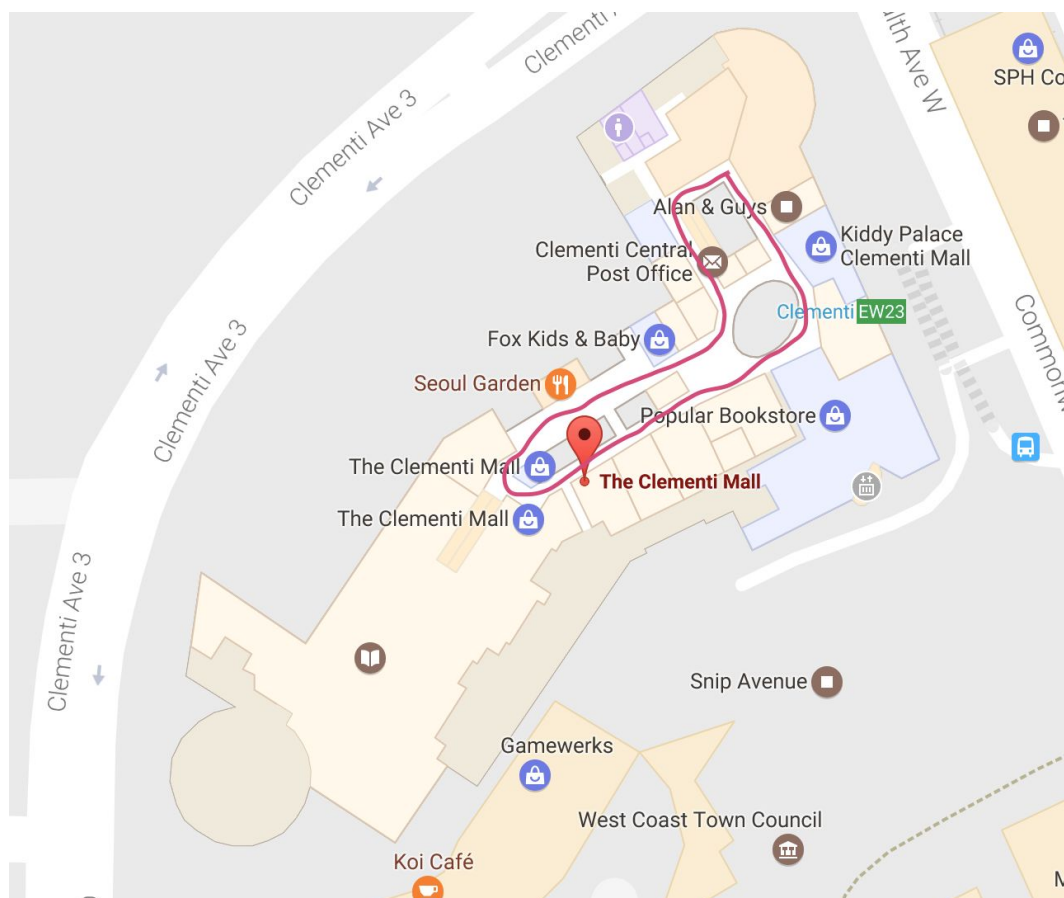 Clementi Ave 3
SPH Co
Clementi Ave 3
Alan & Guys
Kiddy Palace
Clementi Mall
Clementi Central
Post Office
Clementi EW23
Fox Kids & Baby
Seoul Garden
Clementi Ave 3
Popular Bookstore
The Clementi Mall
The Clementi Mall
The Clementi Mall
Clementi Ave 3
Snip Avenue
Gamewerks
West Coast Town Council
Koi Café